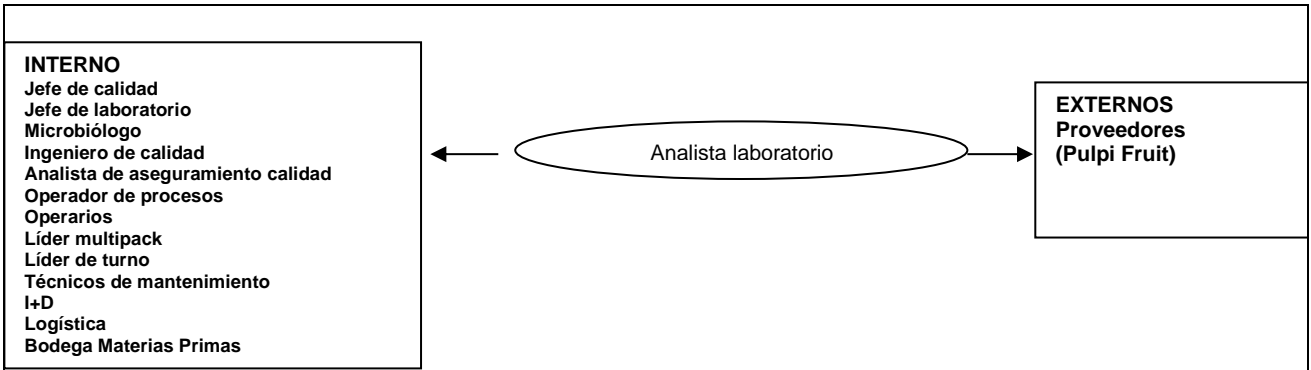 INTERNO
Jefe de calidad
Jefe de laboratorio
Microbiólogo
Ingeniero de calidad
Analista de aseguramiento calidad
Operador de procesos
Operarios
Líder multipack
Líder de turno
Técnicos de mantenimiento
I+D
Logística
Bodega Materias Primas
Analista laboratorio
EXTERNOS
Proveedores
(Pulpi Fruit)